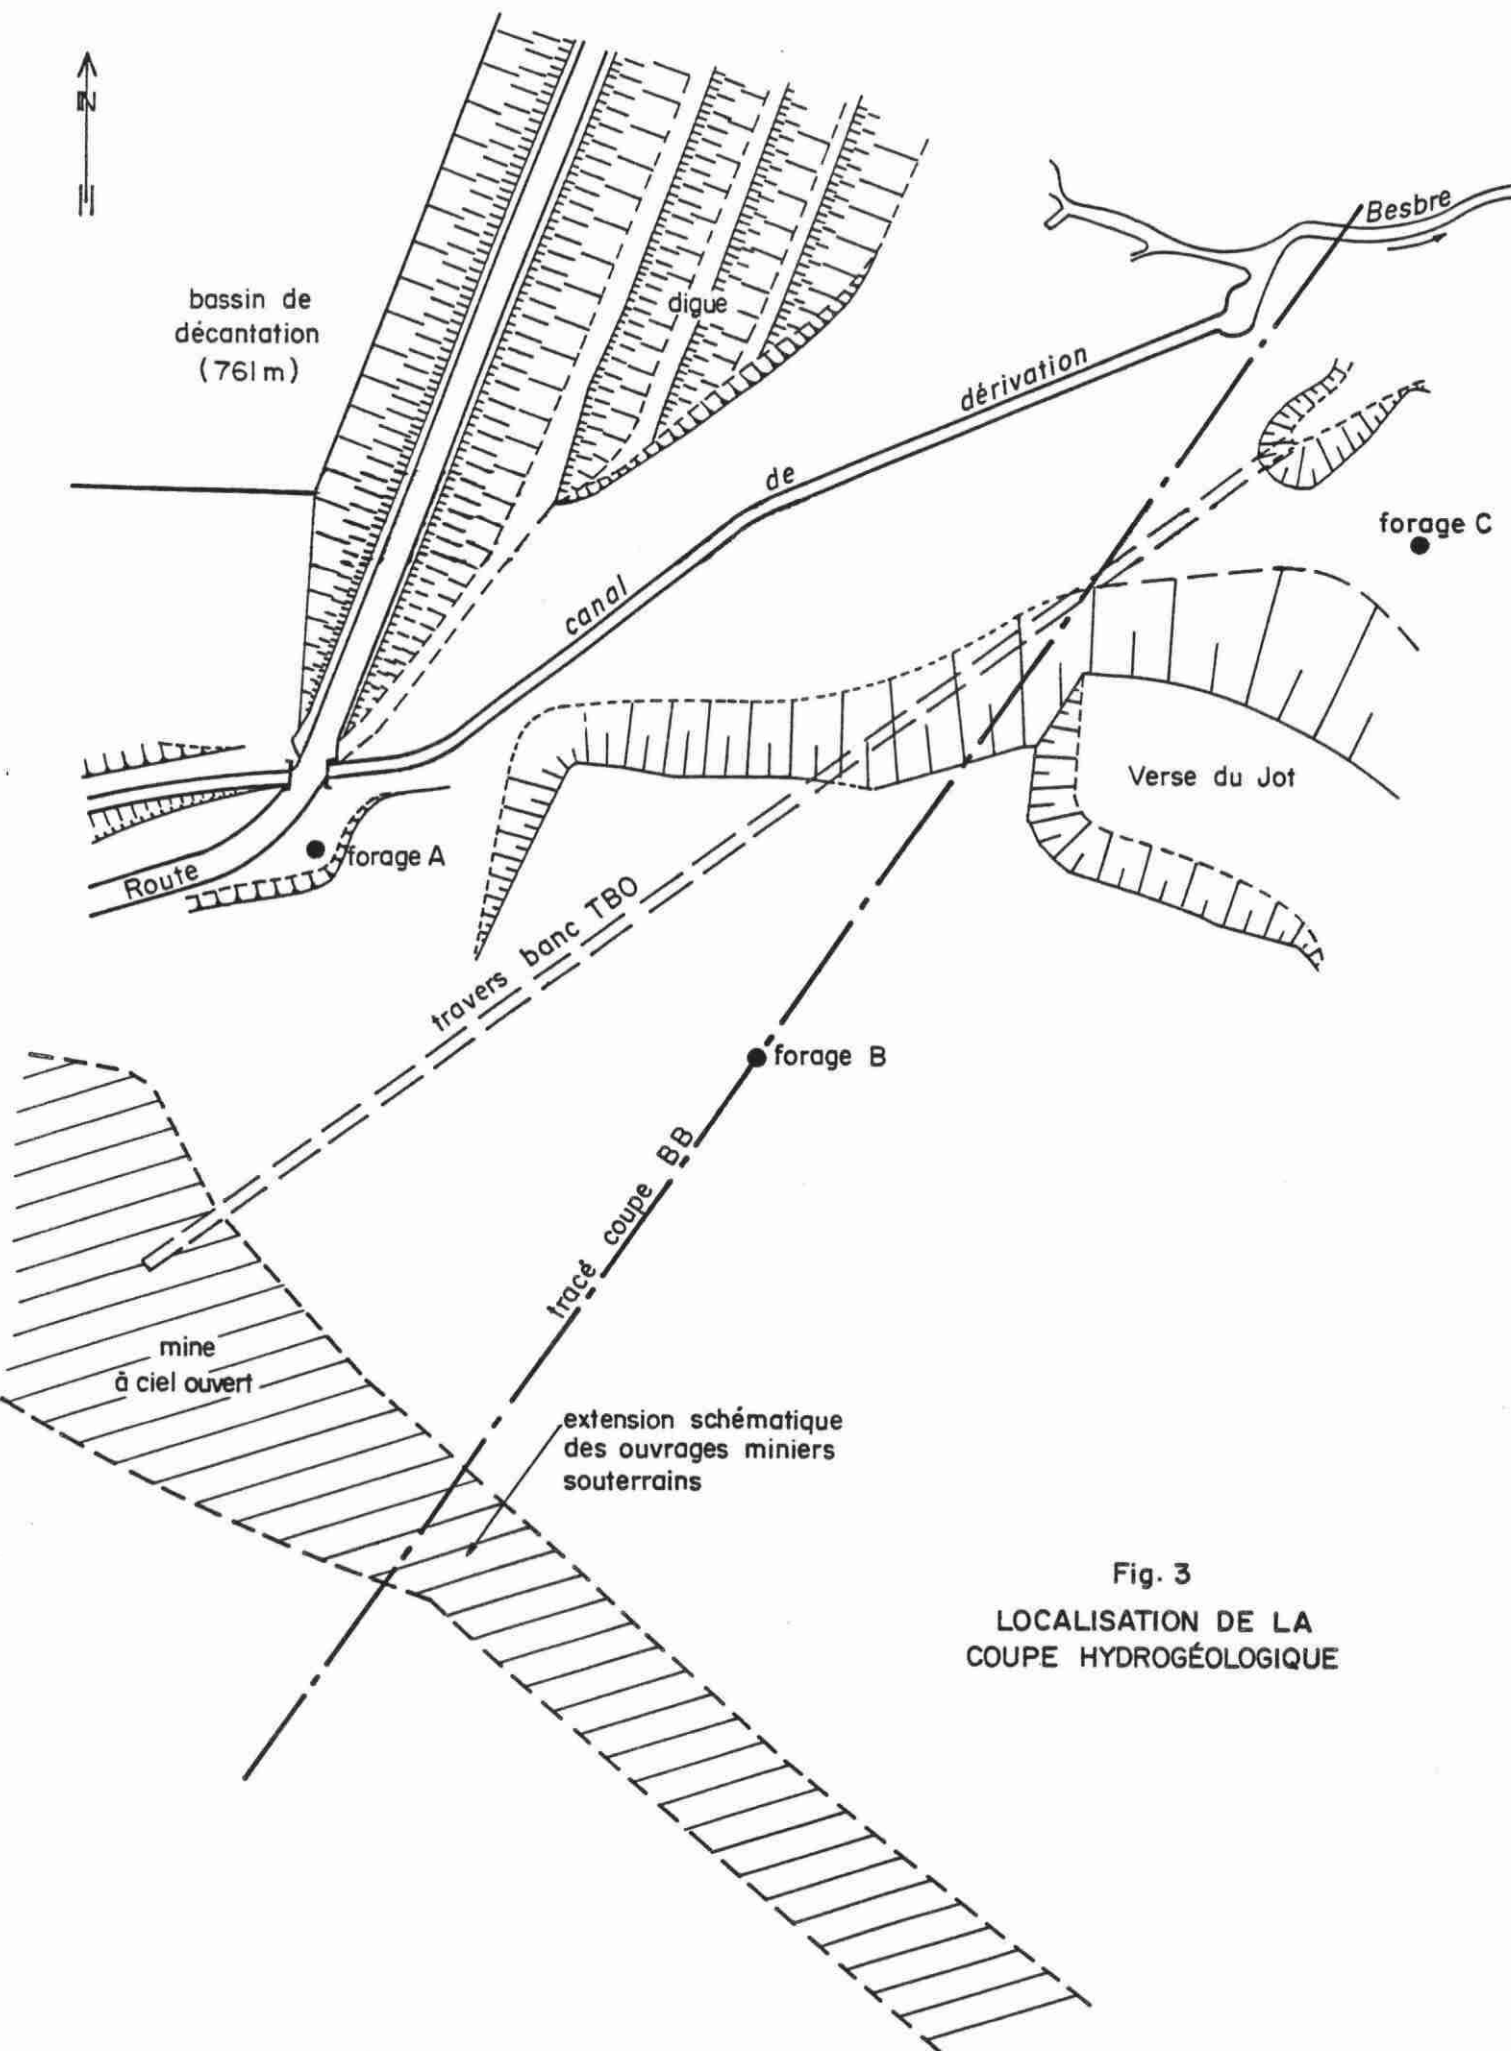 N
Besbre
bassin de
décantation
(761 m)
digue
canal de dérivation
forage C
Verse du Jot
forage A
Route
travers banc TBO
forage B
tracé coupe BB
mine
à ciel ouvert
extension schématique
des ouvrages miniers
souterrains
Fig. 3
LOCALISATION DE LA
COUPE HYDROGÉOLOGIQUE